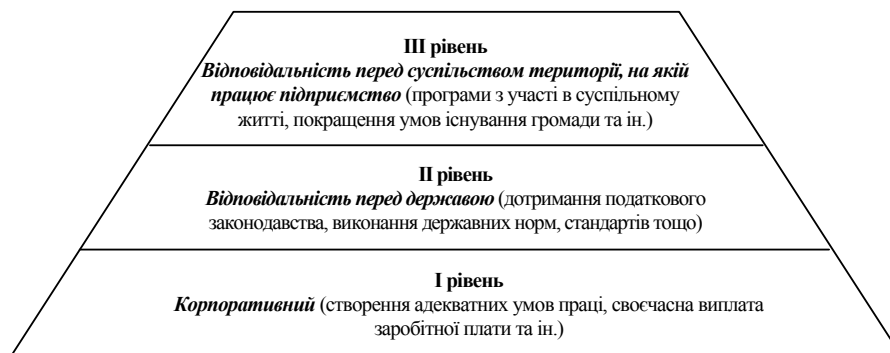 III рівень
Відповідальність перед суспільством території, на якій
працює підприємство (програми з участі в суспільному
житті, покращення умов існування громади та ін.)
II рівень
Відповідальність перед державою (дотримання податкового
законодавства, виконання державних норм, стандартів тощо)
I рівень
Корпоративний (створення адекватних умов праці, своєчасна виплата
заробітної плати та ін.)